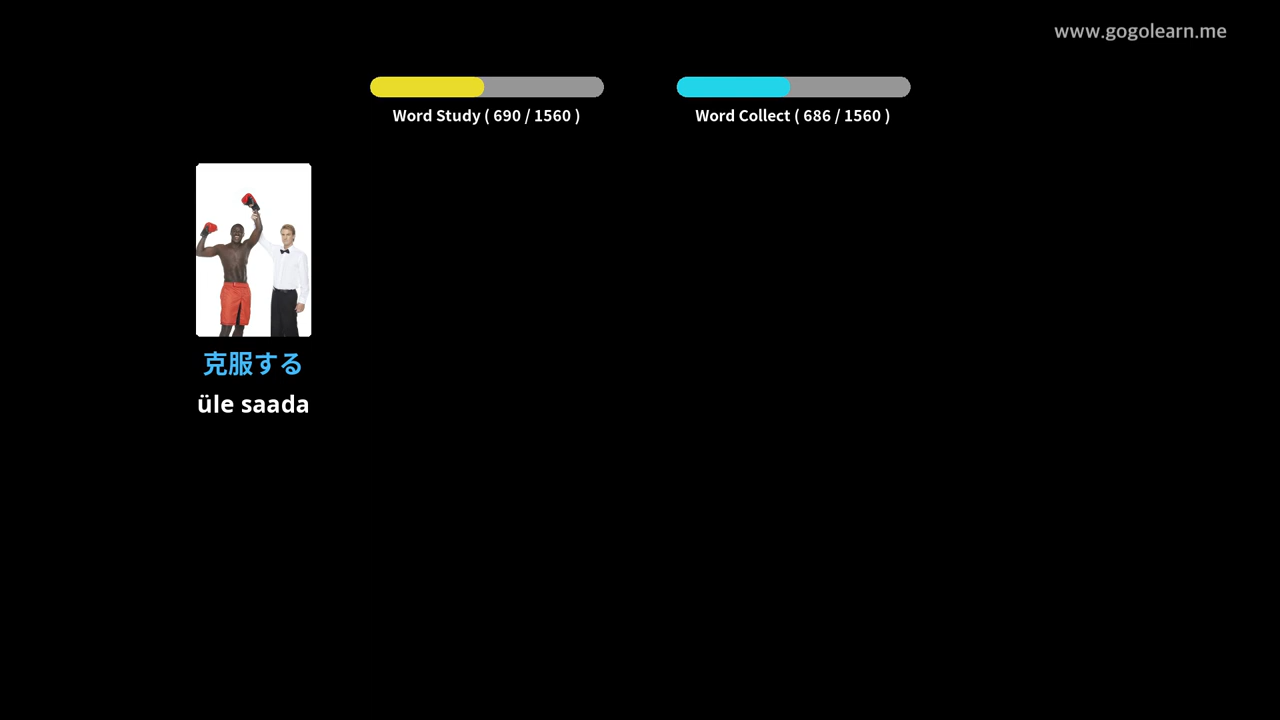 www.gogolearn.me
Word Study ( 690 / 1560 )
Word Collect ( 686 / 1560 )
克服する
üle saada